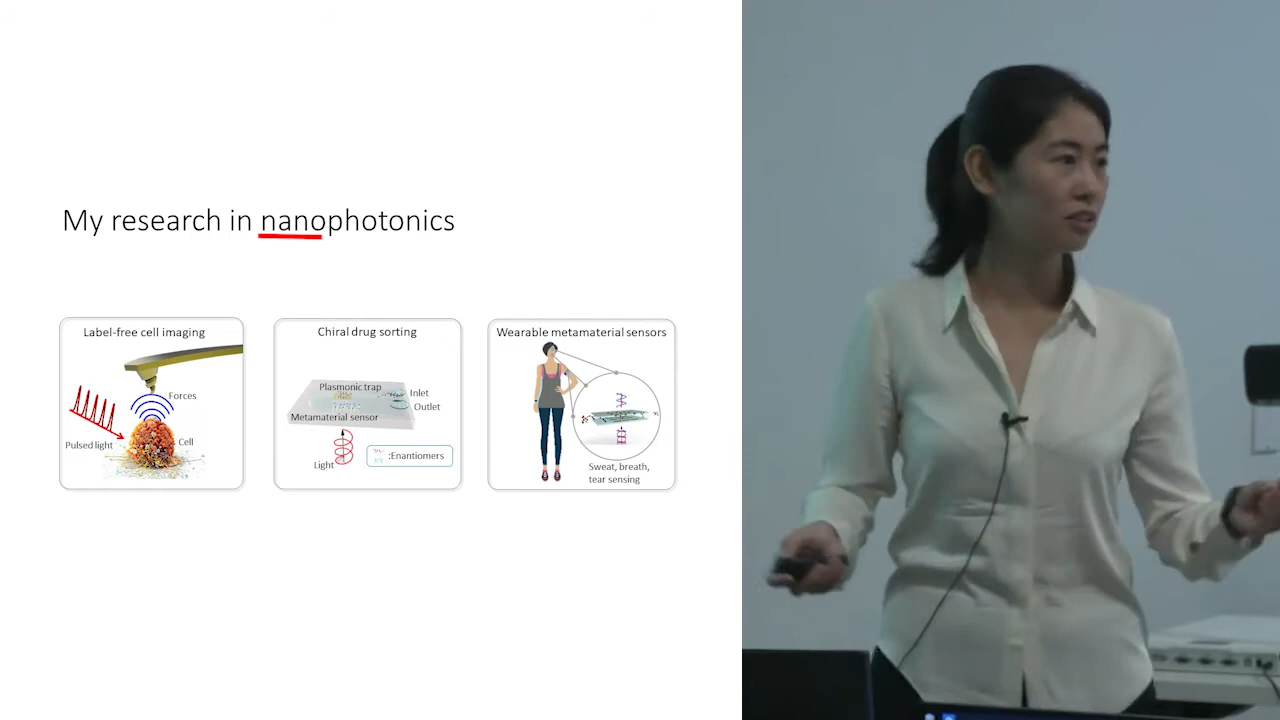 My research in nanophotonics
Label-free cell imaging
Forces
Pulsed light
Cell
Chiral drug sorting
Plasmonic trap
Inlet
Outlet
Metamaterial sensor
Light
:Enantiomers
Wearable metamaterial sensors
Sweat, breath,
tear sensing